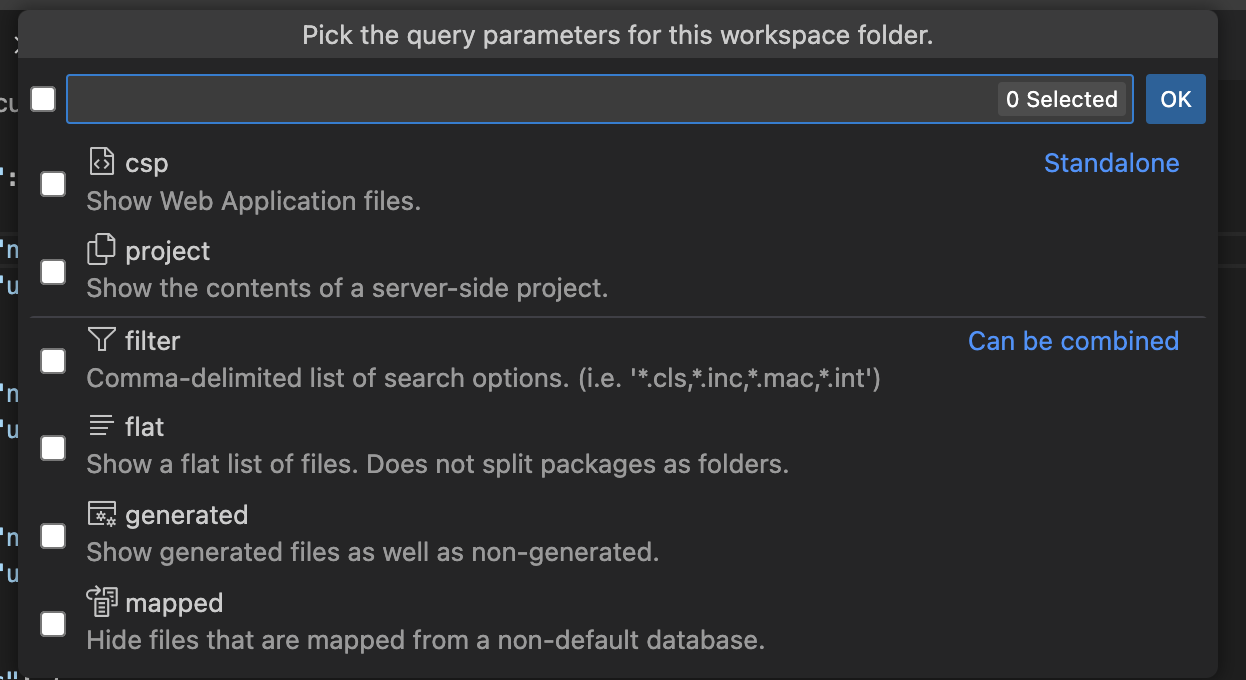 Pick the query parameters for this workspace folder.
0 Selected
OK
csp
Standalone
Show Web Application files.
project
Show the contents of a server-side project.
filter
Can be combined
Comma-delimited list of search options. (i.e. '*.cls,*.inc,*.mac,*.int')
flat
Show a flat list of files. Does not split packages as folders.
generated
Show generated files as well as non-generated.
mapped
Hide files that are mapped from a non-default database.